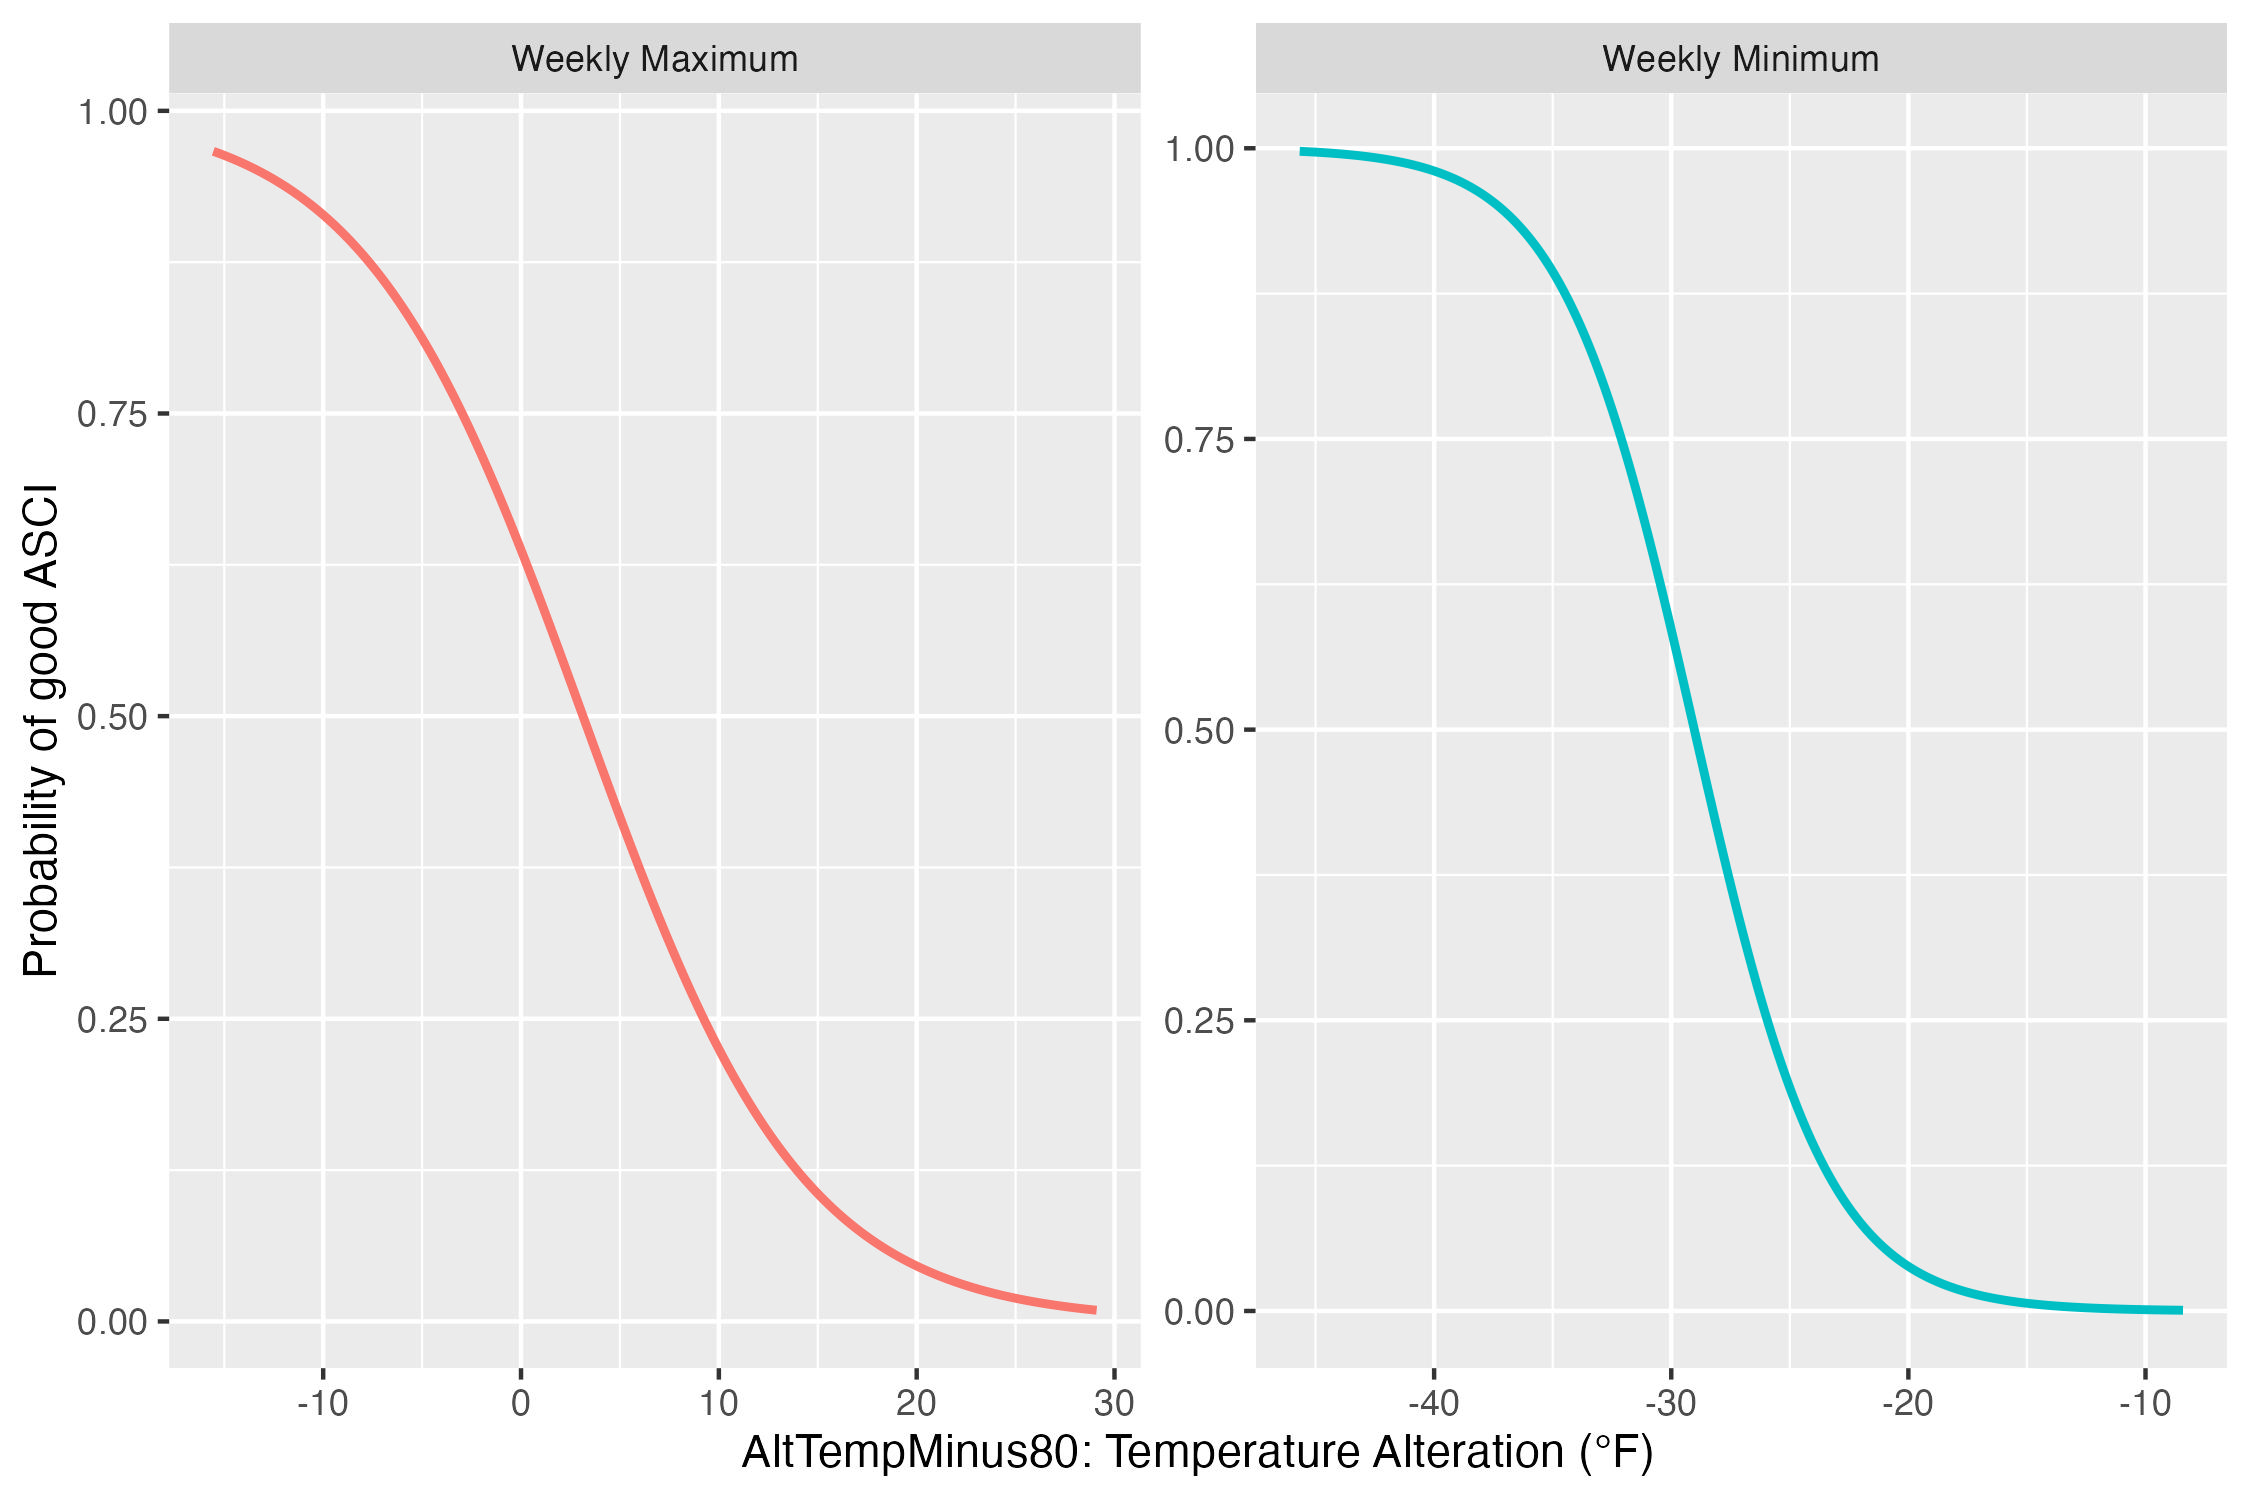 Weekly Maximum
Weekly Minimum
Probability of good ASCI
1.00
0.75
0.50
0.25
0.00
-10 0 10 20 30
1.00
0.75
0.50
0.25
0.00
-40 -30 -20 -10
AltTempMinus80: Temperature Alteration (°F)